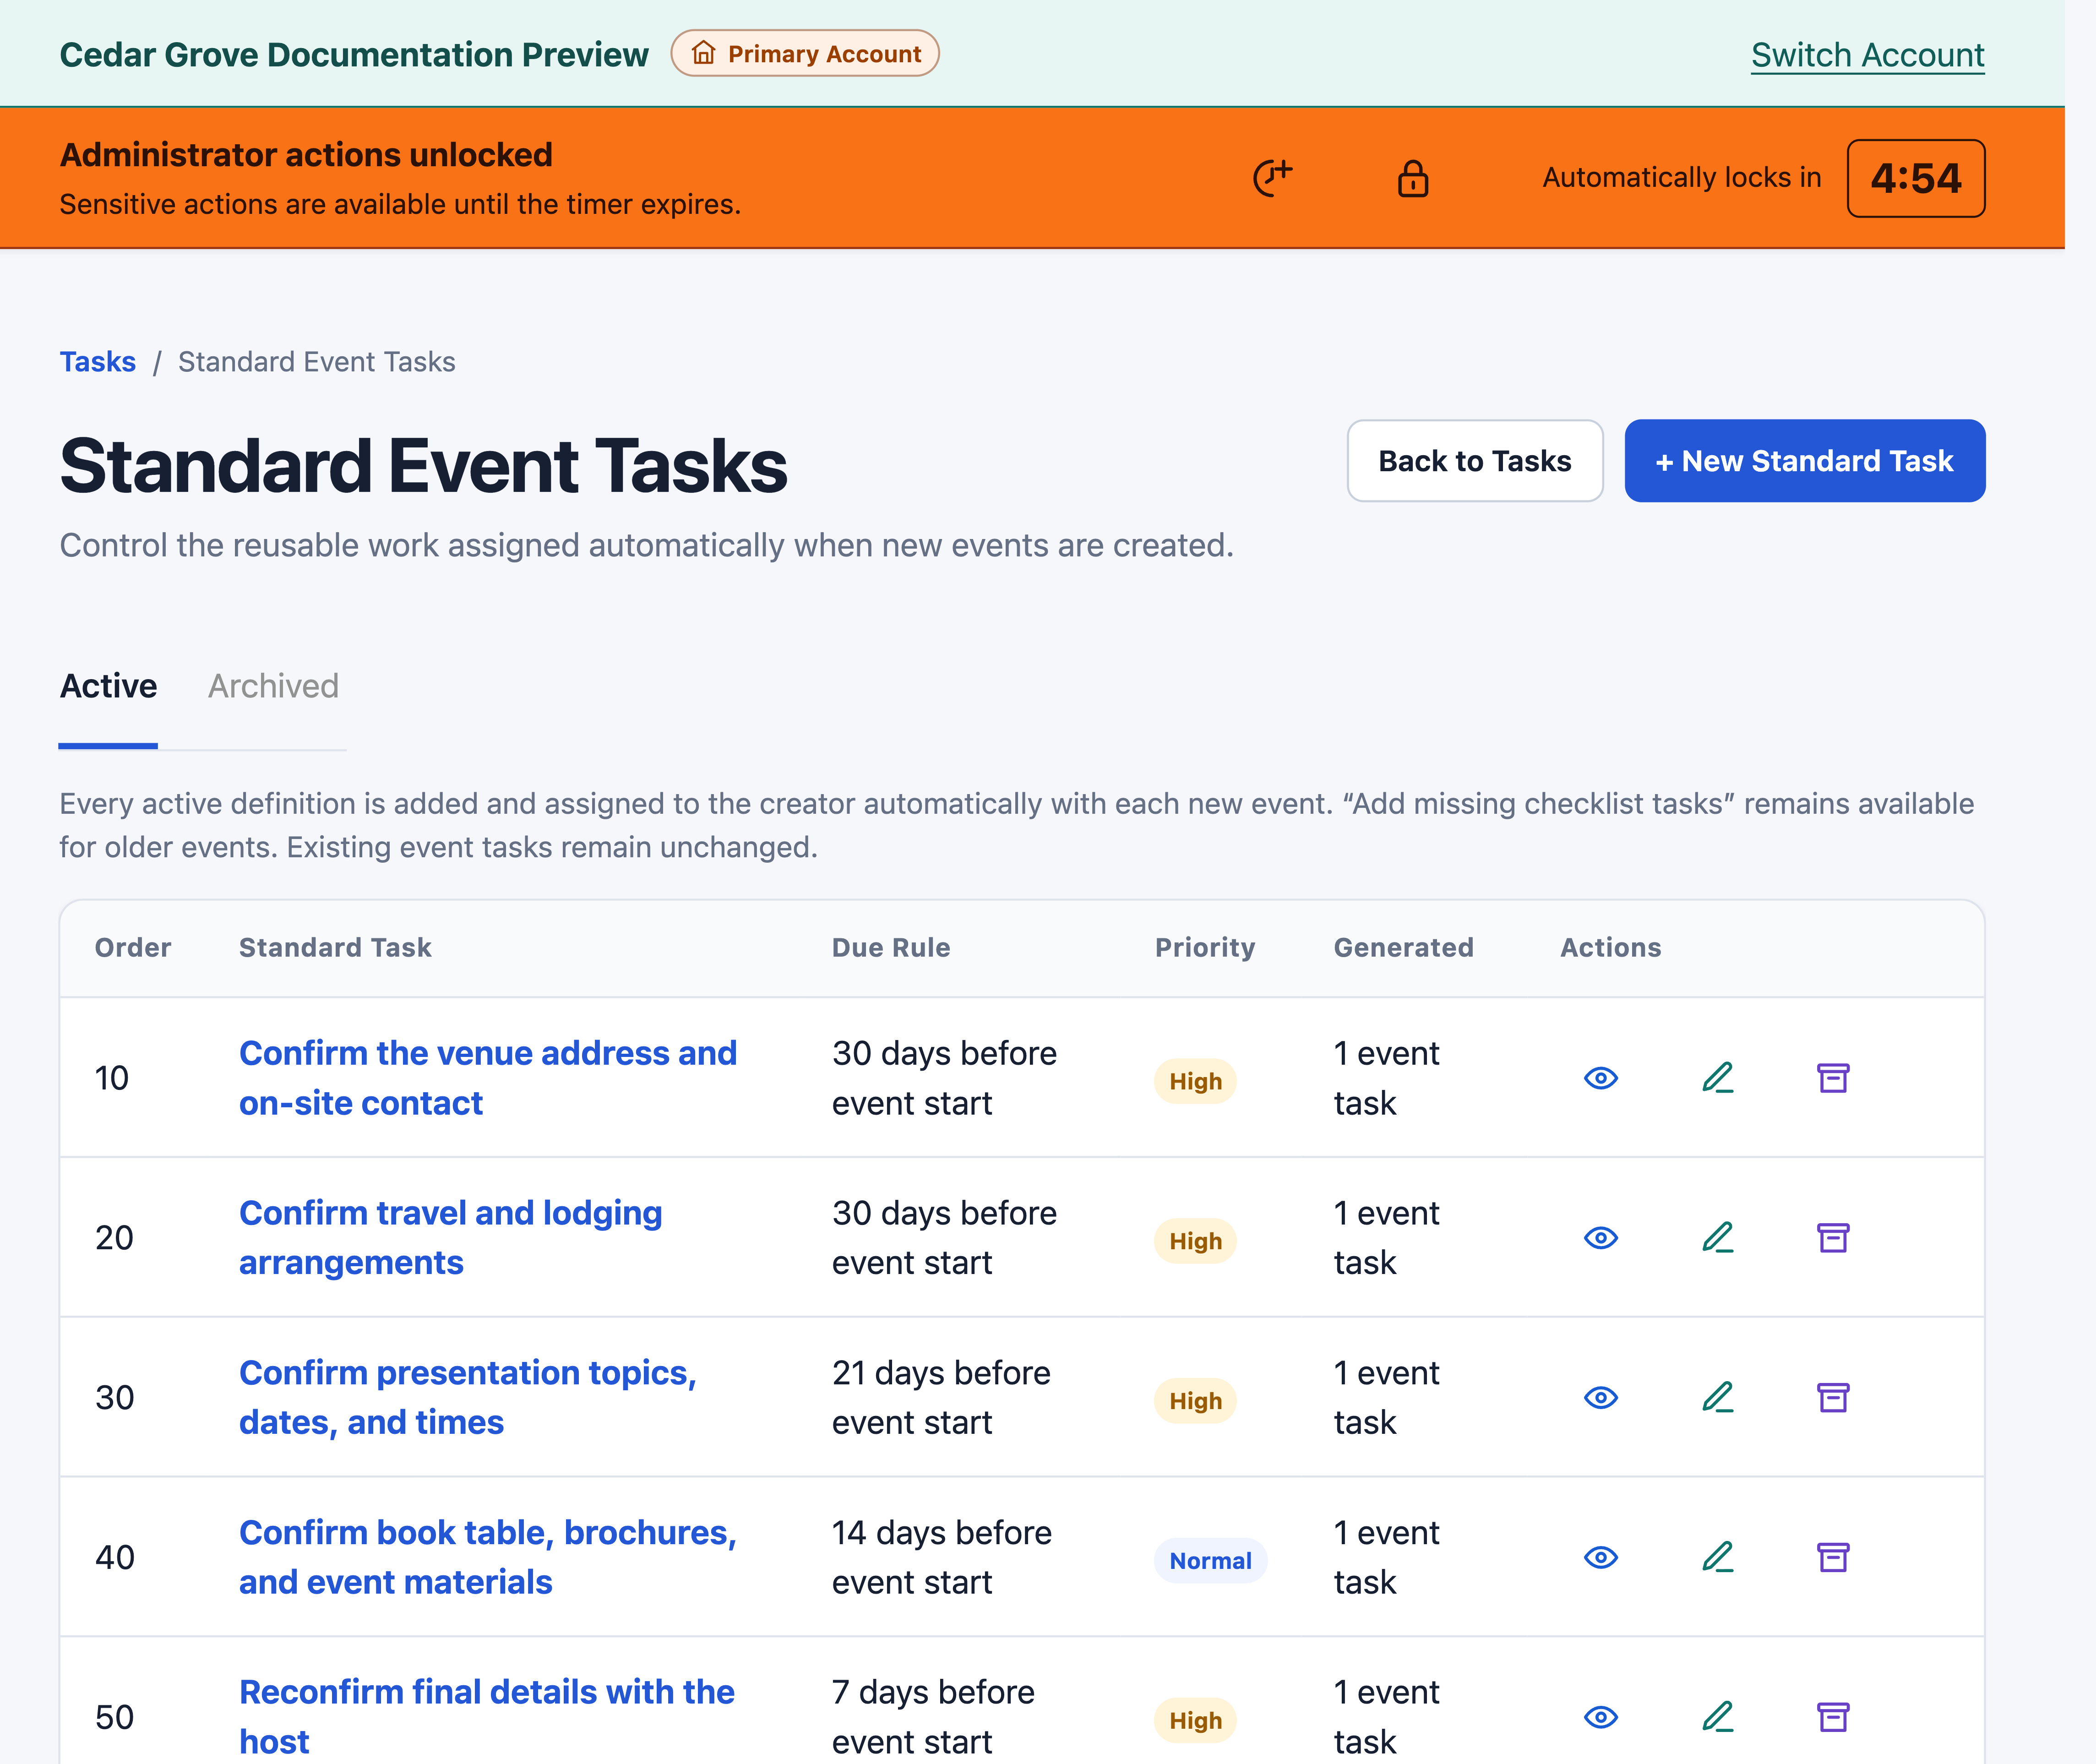 Cedar Grove Documentation Preview Primary Account Switch Account
Administrator actions unlocked
Sensitive actions are available until the timer expires.
Automatically locks in 4:54
Tasks / Standard Event Tasks
Standard Event Tasks
Back to Tasks + New Standard Task
Control the reusable work assigned automatically when new events are created.
Active Archived
Every active definition is added and assigned to the creator automatically with each new event. “Add missing checklist tasks” remains available
for older events. Existing event tasks remain unchanged.
Order Standard Task Due Rule Priority Generated Actions
10 Confirm the venue address and 30 days before High 1 event
on-site contact event start task
20 Confirm travel and lodging 30 days before High 1 event
arrangements event start task
30 Confirm presentation topics, 21 days before High 1 event
dates, and times event start task
40 Confirm book table, brochures, 14 days before Normal 1 event
and event materials event start task
50 Reconfirm final details with the 7 days before High 1 event
host event start task